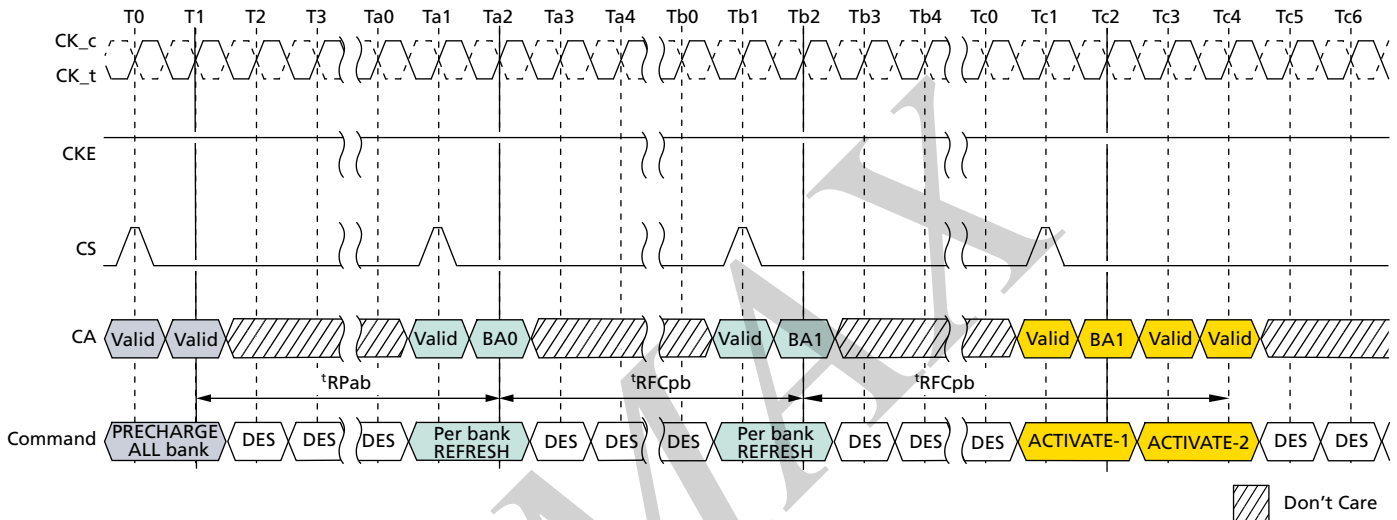 T0 T1 T2 T3 Ta0 Ta1 Ta2 Ta3 Ta4 Tb0 Tb1 Tb2 Tb3 Tb4 Tc0 Tc1 Tc2 Tc3 Tc4 Tc5 Tc6
CK_c
CK_t
CKE
CS
CA Valid Valid Valid BA0 Valid BA1 Valid BA1 Valid Valid
tRPab tRFCpb tRFCpb
Command PRECHARGE ALL bank DES DES DES Per bank REFRESH DES DES DES Per bank REFRESH DES DES DES ACTIVATE-1 ACTIVATE-2 DES DES
Don't Care
MAX